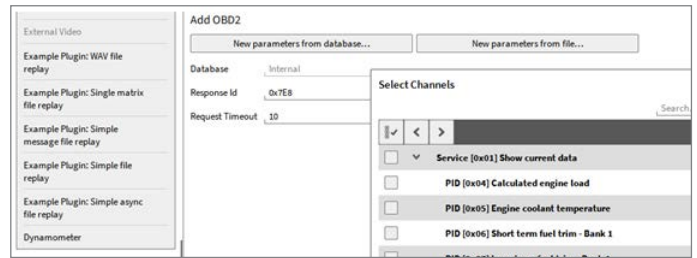 External Video
Example Plugin: WAV file
replay
Example Plugin: Single matrix
file replay
Example Plugin: Simple
message file replay
Example Plugin: Simple file
replay
Example Plugin: Simple async
file replay
Dynamometer
Add OBD2
New parameters from database...
New parameters from file...
Database Internal
Response Id 0x7E8
Request Timeout 10
Select Channels
Search.
Service [0x01] Show current data
PID [0x04] Calculated engine load
PID [0x05] Engine coolant temperature
PID [0x06] Short term fuel trim - Bank 1